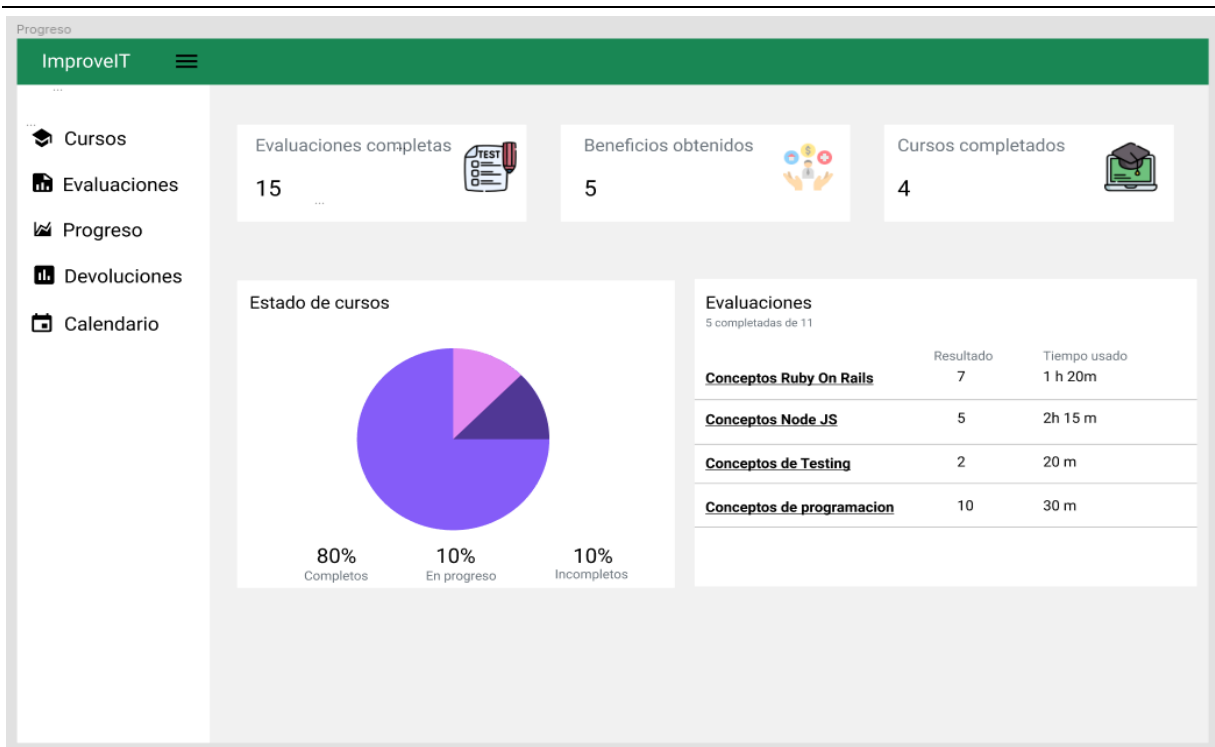 Progreso
ImproveIT
...
...
Cursos
Evaluaciones
Progreso
Devoluciones
Calendario
Evaluaciones completas
15
...
TEST
Beneficios obtenidos
5
$
Cursos completados
4
Estado de cursos
80%
Completos
10%
En progreso
10%
Incompletos
Evaluaciones
5 completadas de 11
Resultado Tiempo usado
Conceptos Ruby On Rails 7 1 h 20m
Conceptos Node JS 5 2h 15 m
Conceptos de Testing 2 20 m
Conceptos de programacion 10 30 m